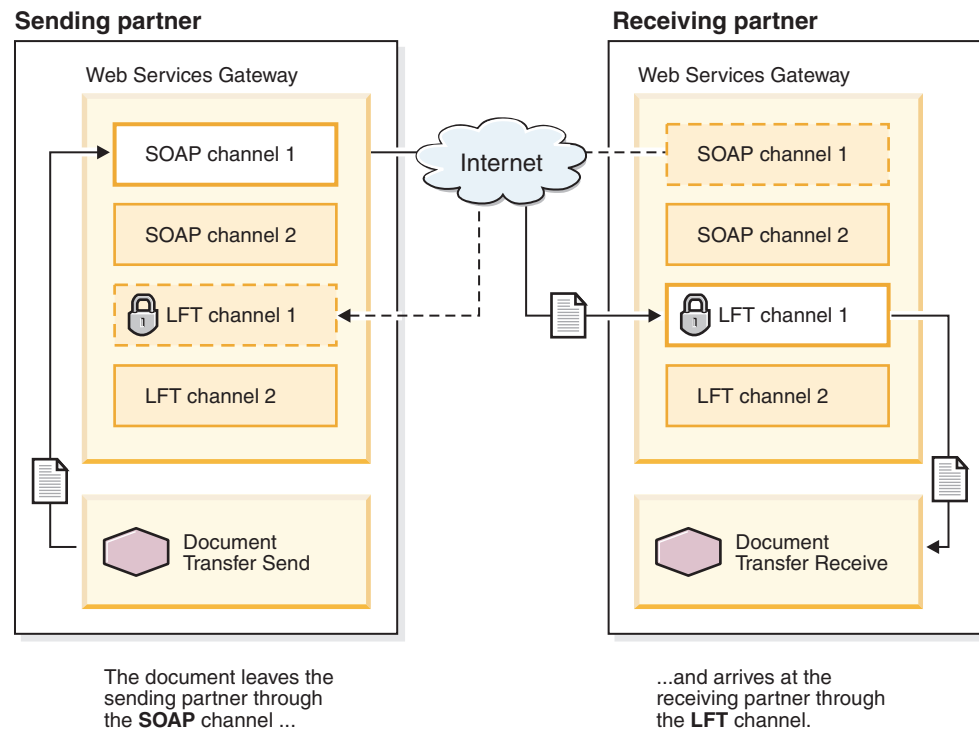 Sending partner
Web Services Gateway
SOAP channel 1
SOAP channel 2
1
LFT channel 1
LFT channel 2
Document
Transfer Send
The document leaves the
sending partner through
the SOAP channel ...
Internet
Receiving partner
Web Services Gateway
SOAP channel 1
SOAP channel 2
1
LFT channel 1
LFT channel 2
Document
Transfer Receive
...and arrives at the
receiving partner through
the LFT channel.